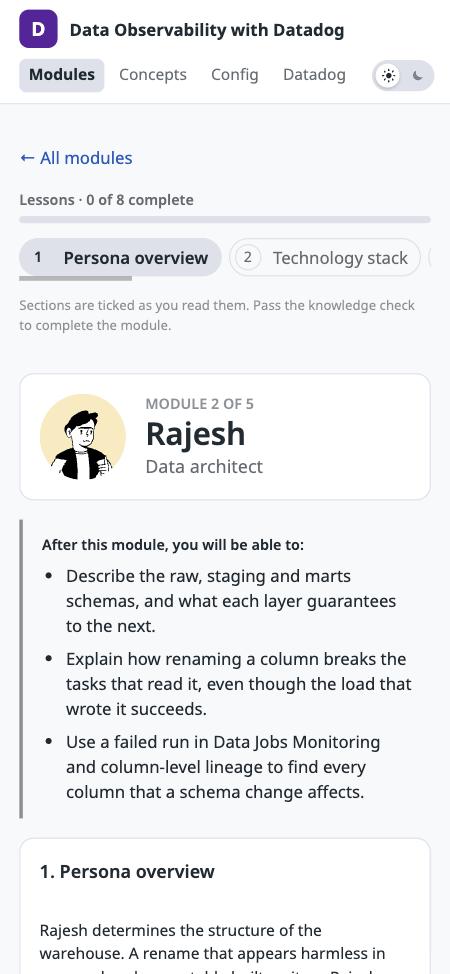 D
Data Observability with Datadog
Modules
Concepts
Config
Datadog
← All modules
Lessons · 0 of 8 complete
1 Persona overview
2 Technology stack
Sections are ticked as you read them. Pass the knowledge check
to complete the module.
MODULE 2 OF 5
Rajesh
Data architect
After this module, you will be able to:
• Describe the raw, staging and marts
schemas, and what each layer guarantees
to the next.
• Explain how renaming a column breaks the
tasks that read it, even though the load that
wrote it succeeds.
• Use a failed run in Data Jobs Monitoring
and column-level lineage to find every
column that a schema change affects.
1. Persona overview
Rajesh determines the structure of the
warehouse. A rename that appears harmless in